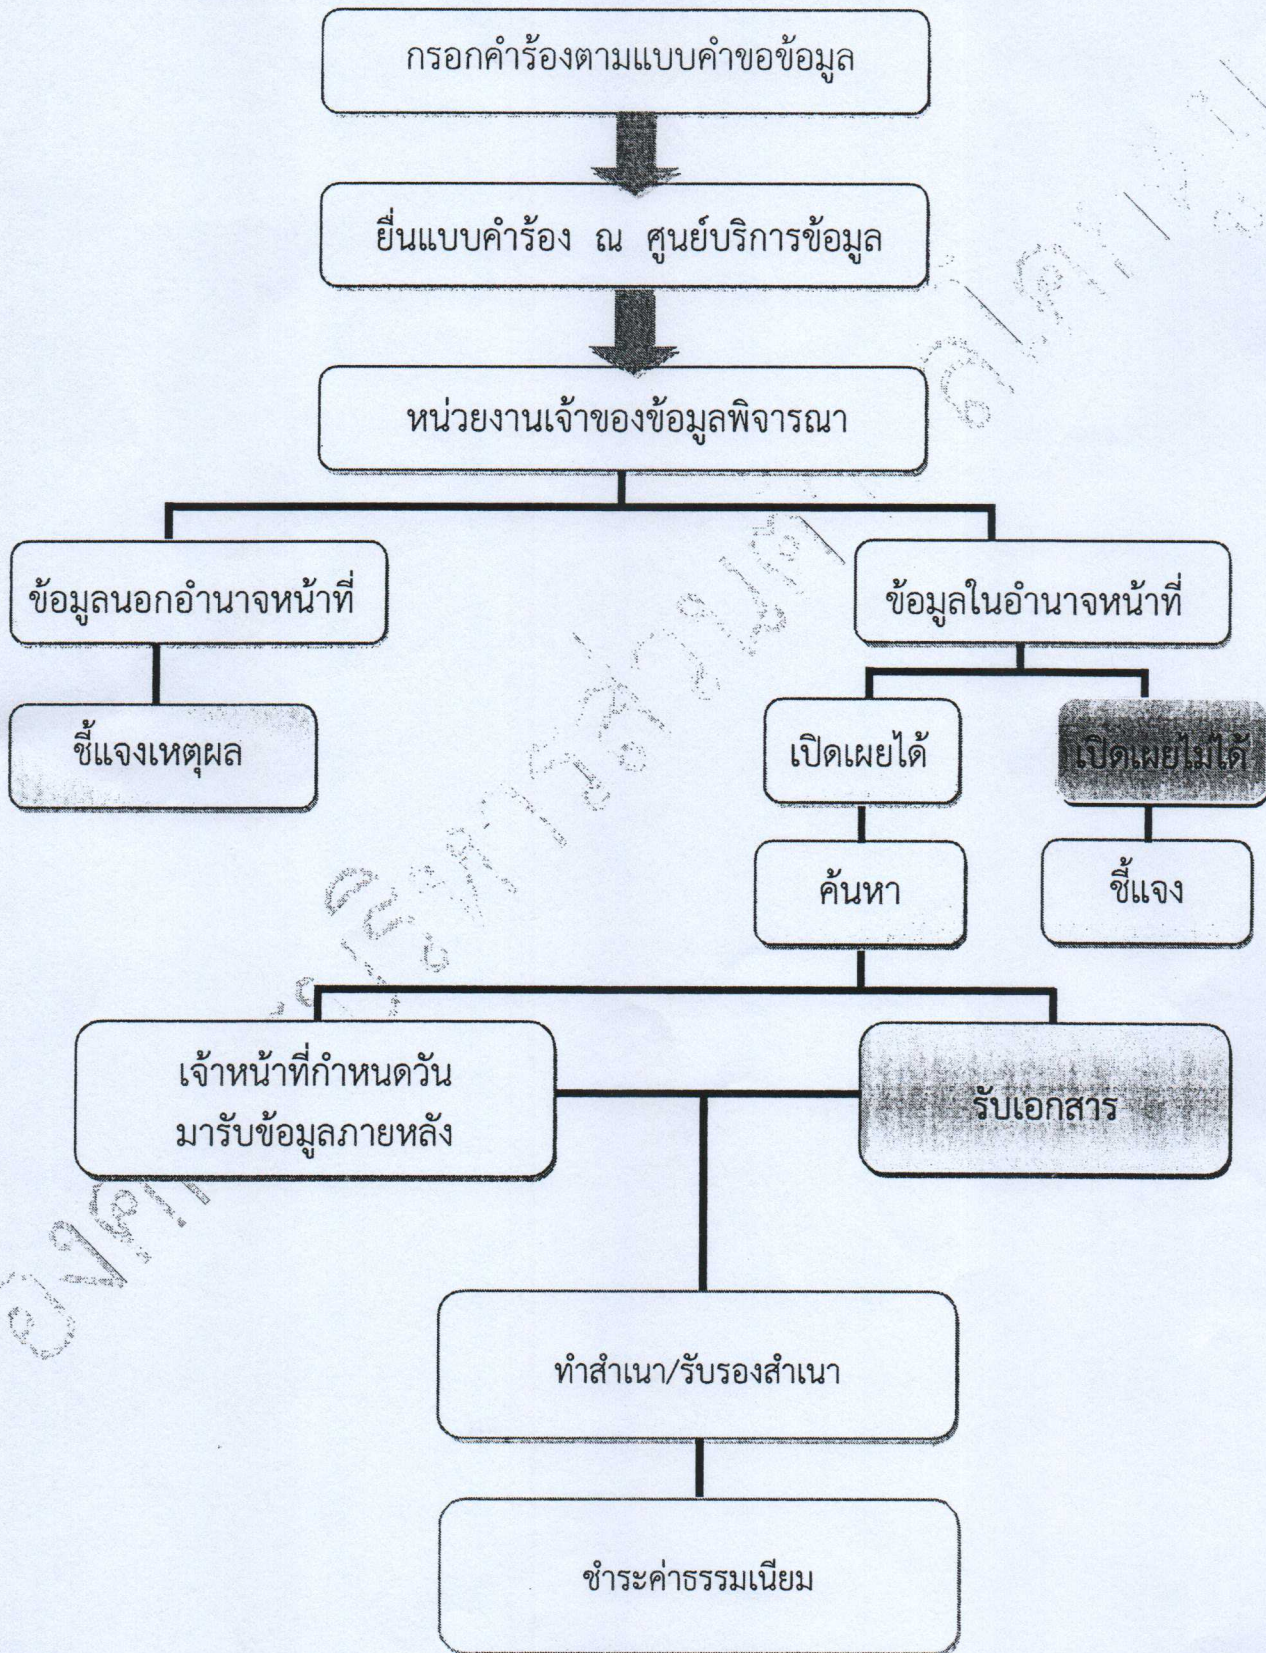 กรอกคำร้องตามแบบคำขอข้อมูล
ยื่นแบบคำร้อง ณ ศูนย์บริการข้อมูล
หน่วยงานเจ้าของข้อมูลพิจารณา
ข้อมูลนอกอำนาจหน้าที่
ข้อมูลในอำนาจหน้าที่
ชี้แจงเหตุผล
เปิดเผยได้
เปิดเผยไม่ได้
ค้นหา
ชี้แจง
เจ้าหน้าที่กำหนดวัน
มารับข้อมูลภายหลัง
รับเอกสาร
ทำสำเนา/รับรองสำเนา
ชำระค่าธรรมเนียม